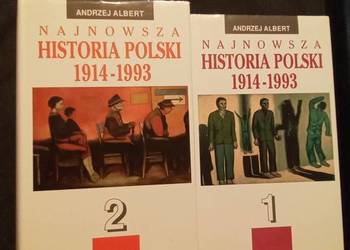 ANDRZEJ ALBERT
NAJNOWSZA
HISTORIA POLSKI
1914-1993
2
ANDRZEJ ALBERT
NAJNOWSZA
HISTORIA POLSKI
1914-1993
1